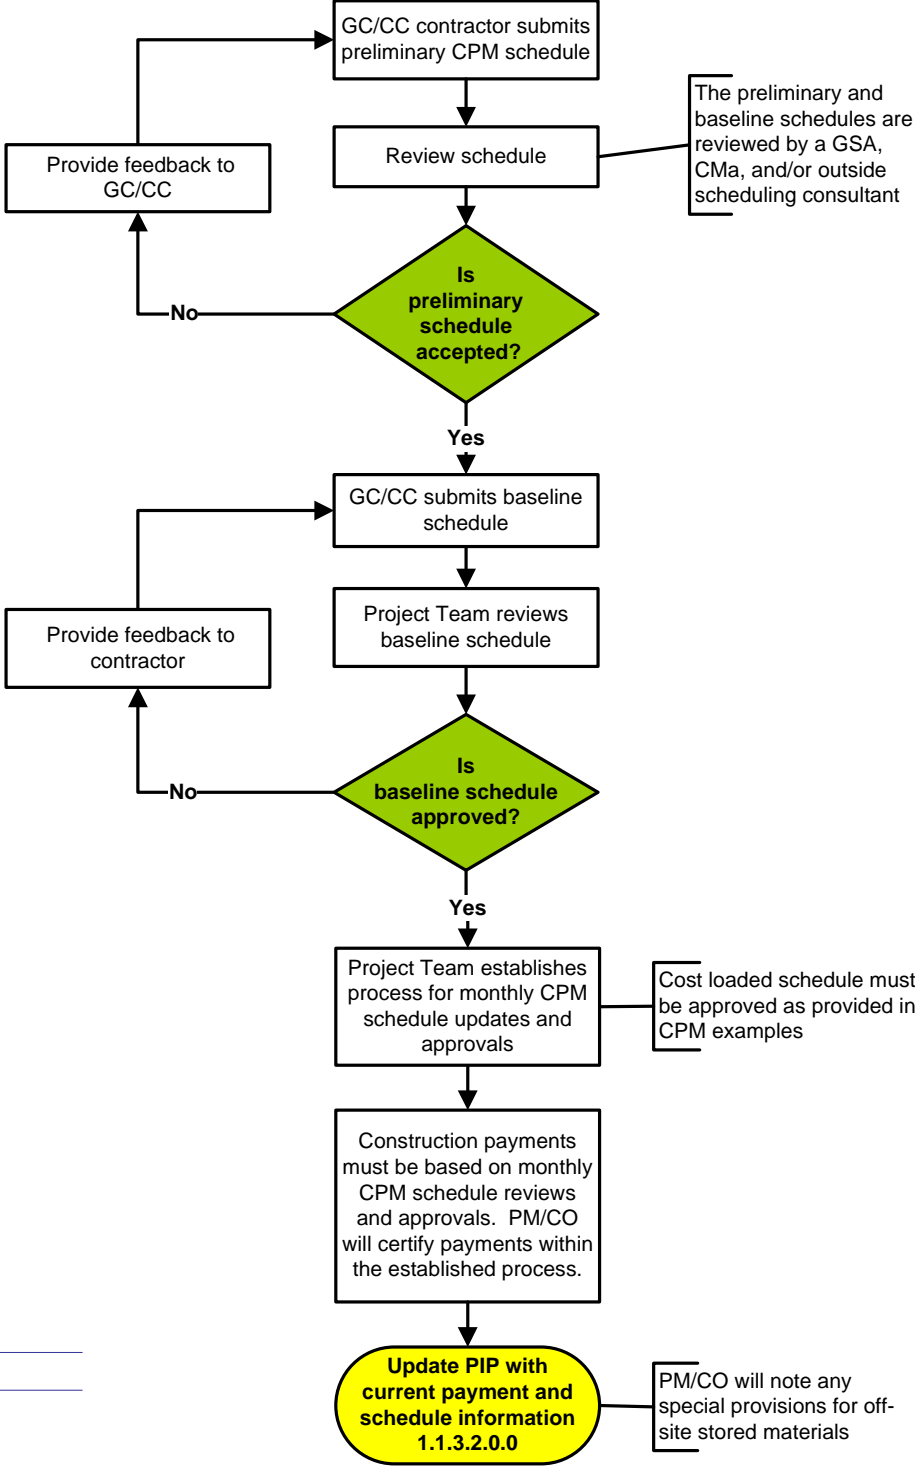 GC/CC contractor submits
preliminary CPM schedule
The preliminary and
baseline schedules are
reviewed by a GSA,
CMa, and/or outside
scheduling consultant
Review schedule
Provide feedback to
GC/CC
Is
preliminary
schedule
accepted?
No
Yes
GC/CC submits baseline
schedule
Project Team reviews
baseline schedule
Provide feedback to
contractor
Is
baseline schedule
approved?
No
Yes
Project Team establishes
process for monthly CPM
schedule updates and
approvals
Cost loaded schedule must
be approved as provided in
CPM examples
Construction payments
must be based on monthly
CPM schedule reviews
and approvals.  PM/CO
will certify payments within
the established process.
Update PIP with
current payment and
schedule information
1.1.3.2.0.0
PM/CO will note any
special provisions for off-
site stored materials